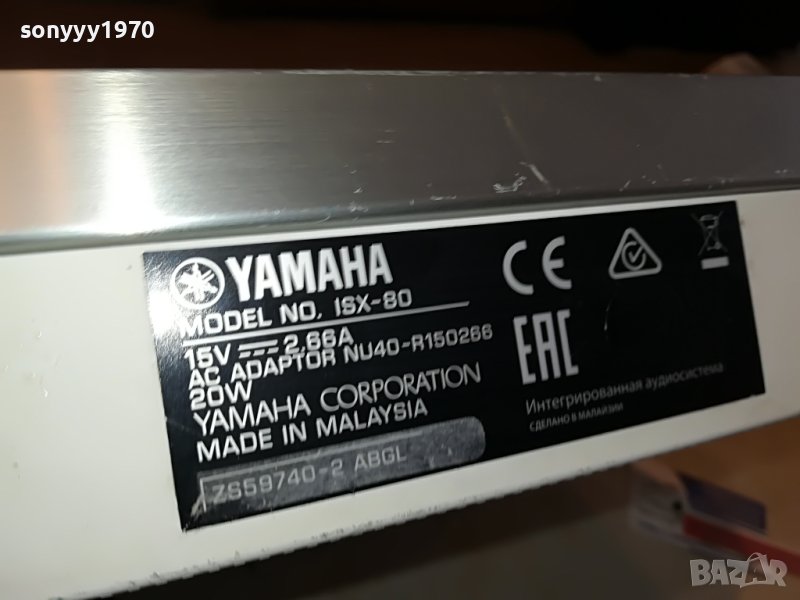 sonyyy1970
YAMAHA
MODEL NO. ISX-80
15V 2.66A
AC ADAPTOR NU40-R150266
20W
YAMAHA CORPORATION
MADE IN MALAYSIA
ZS59740-2 ABGL
CE
EAC
Интегрированная аудиосистема
СДЕЛАНО В МАЛАЙЗИИ
BAZAR